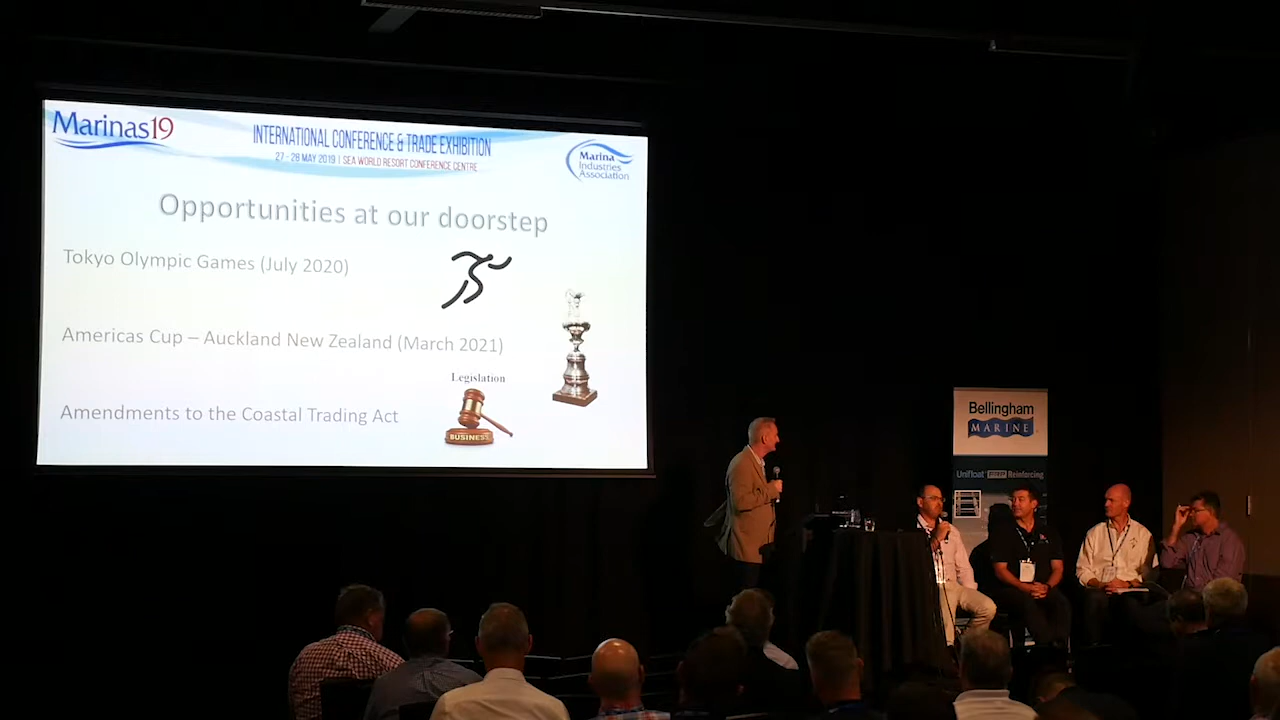 Marinas19
INTERNATIONAL CONFERENCE & TRADE EXHIBITION
27 - 28 MAY 2019 | SEA WORLD RESORT CONFERENCE CENTRE
Marina
Industries
Association
Opportunities at our doorstep
Tokyo Olympic Games (July 2020)
Americas Cup – Auckland New Zealand (March 2021)
Legislation
Amendments to the Coastal Trading Act
BUSINESS
Bellingham
MARINE
Unifloat
Reinforcing